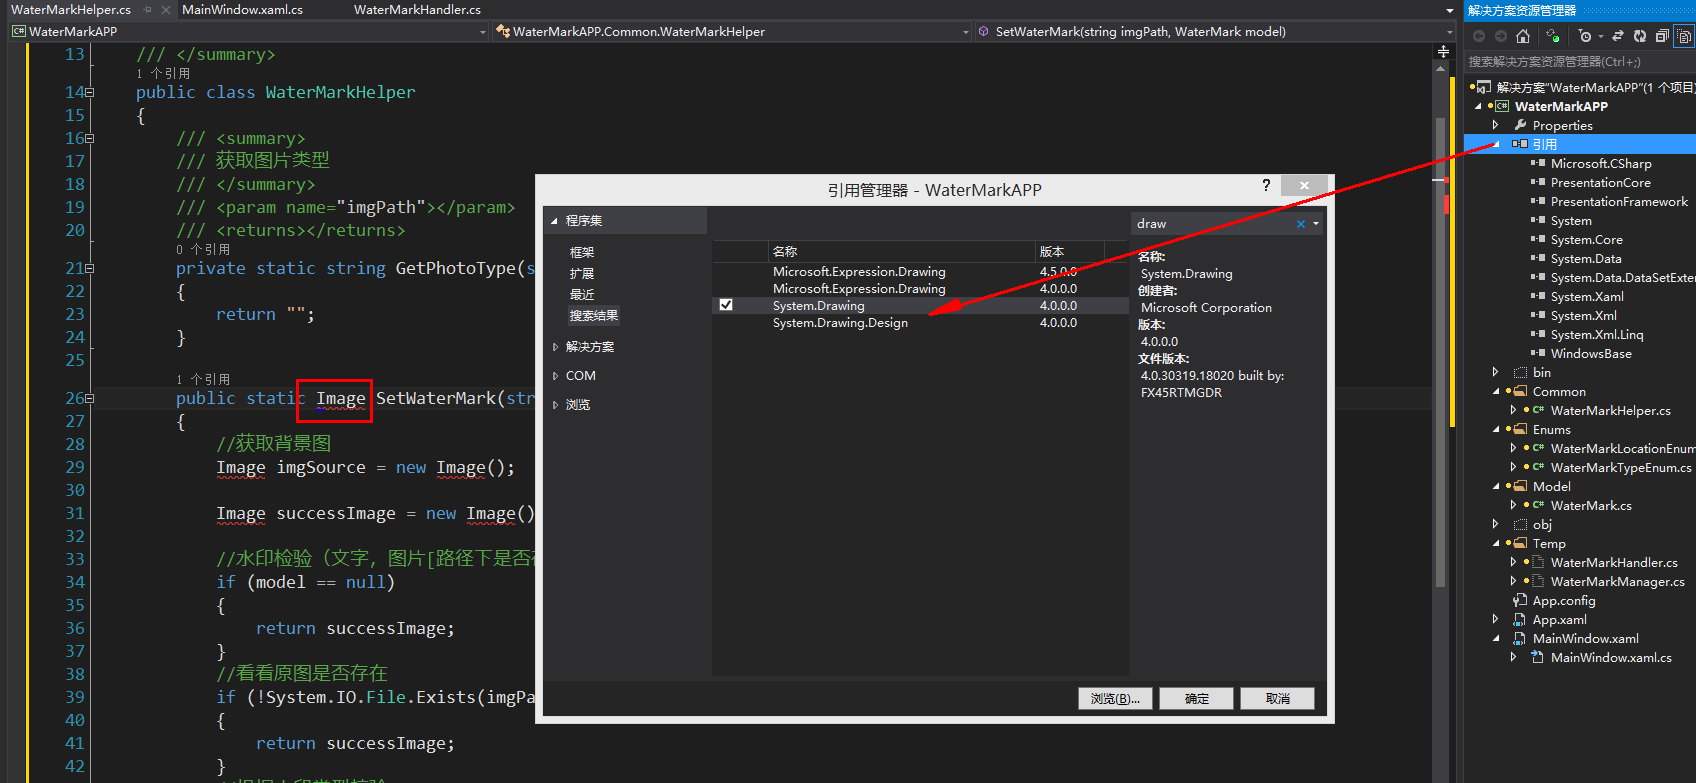 WaterMarkHelper.cs
MainWindow.xaml.cs
WaterMarkHandler.cs
WaterMarkAPP
WaterMarkAPP.Common.WaterMarkHelper
SetWaterMark(string imgPath, WaterMark model)
13 /// </summary>
1 个引用
14 public class WaterMarkHelper
15 {
16 /// <summary>
17 /// 获取图片类型
18 /// </summary>
19 /// <param name="imgPath"></param>
20 /// <returns></returns>
0 个引用
21 private static string GetPhotoType(s
22 {
23 return "";
24 }
25
1 个引用
26 public static Image SetWaterMark(str
27 {
28 //获取背景图
29 Image imgSource = new Image();
30
31 Image successImage = new Image()
32
33 //水印检验（文字，图片[路径下是否存
34 if (model == null)
35 {
36 return successImage;
37 }
38 //看看原图是否存在
39 if (!System.IO.File.Exists(imgPa
40 {
41 return successImage;
42 }
引用管理器 - WaterMarkAPP
?
程序集
框架
扩展
最近
搜索结果
解决方案
COM
浏览
名称 版本
Microsoft.Expression.Drawing 4.5.0.0
Microsoft.Expression.Drawing 4.0.0.0
System.Drawing 4.0.0.0
System.Drawing.Design 4.0.0.0
draw
名称:
System.Drawing
创建者:
Microsoft Corporation
版本:
4.0.0.0
文件版本:
4.0.30319.18020 built by:
FX45RTMGDR
浏览(B)...
确定
取消
解决方案资源管理器
搜索解决方案资源管理器(Ctrl+;)
解决方案"WaterMarkAPP"(1 个项目)
WaterMarkAPP
Properties
引用
Microsoft.CSharp
PresentationCore
PresentationFramework
System
System.Core
System.Data
System.Data.DataSetExter
System.Xaml
System.Xml
System.Xml.Linq
WindowsBase
bin
Common
WaterMarkHelper.cs
Enums
WaterMarkLocationEnum
WaterMarkTypeEnum.cs
Model
WaterMark.cs
obj
Temp
WaterMarkHandler.cs
WaterMarkManager.cs
App.config
App.xaml
MainWindow.xaml
MainWindow.xaml.cs